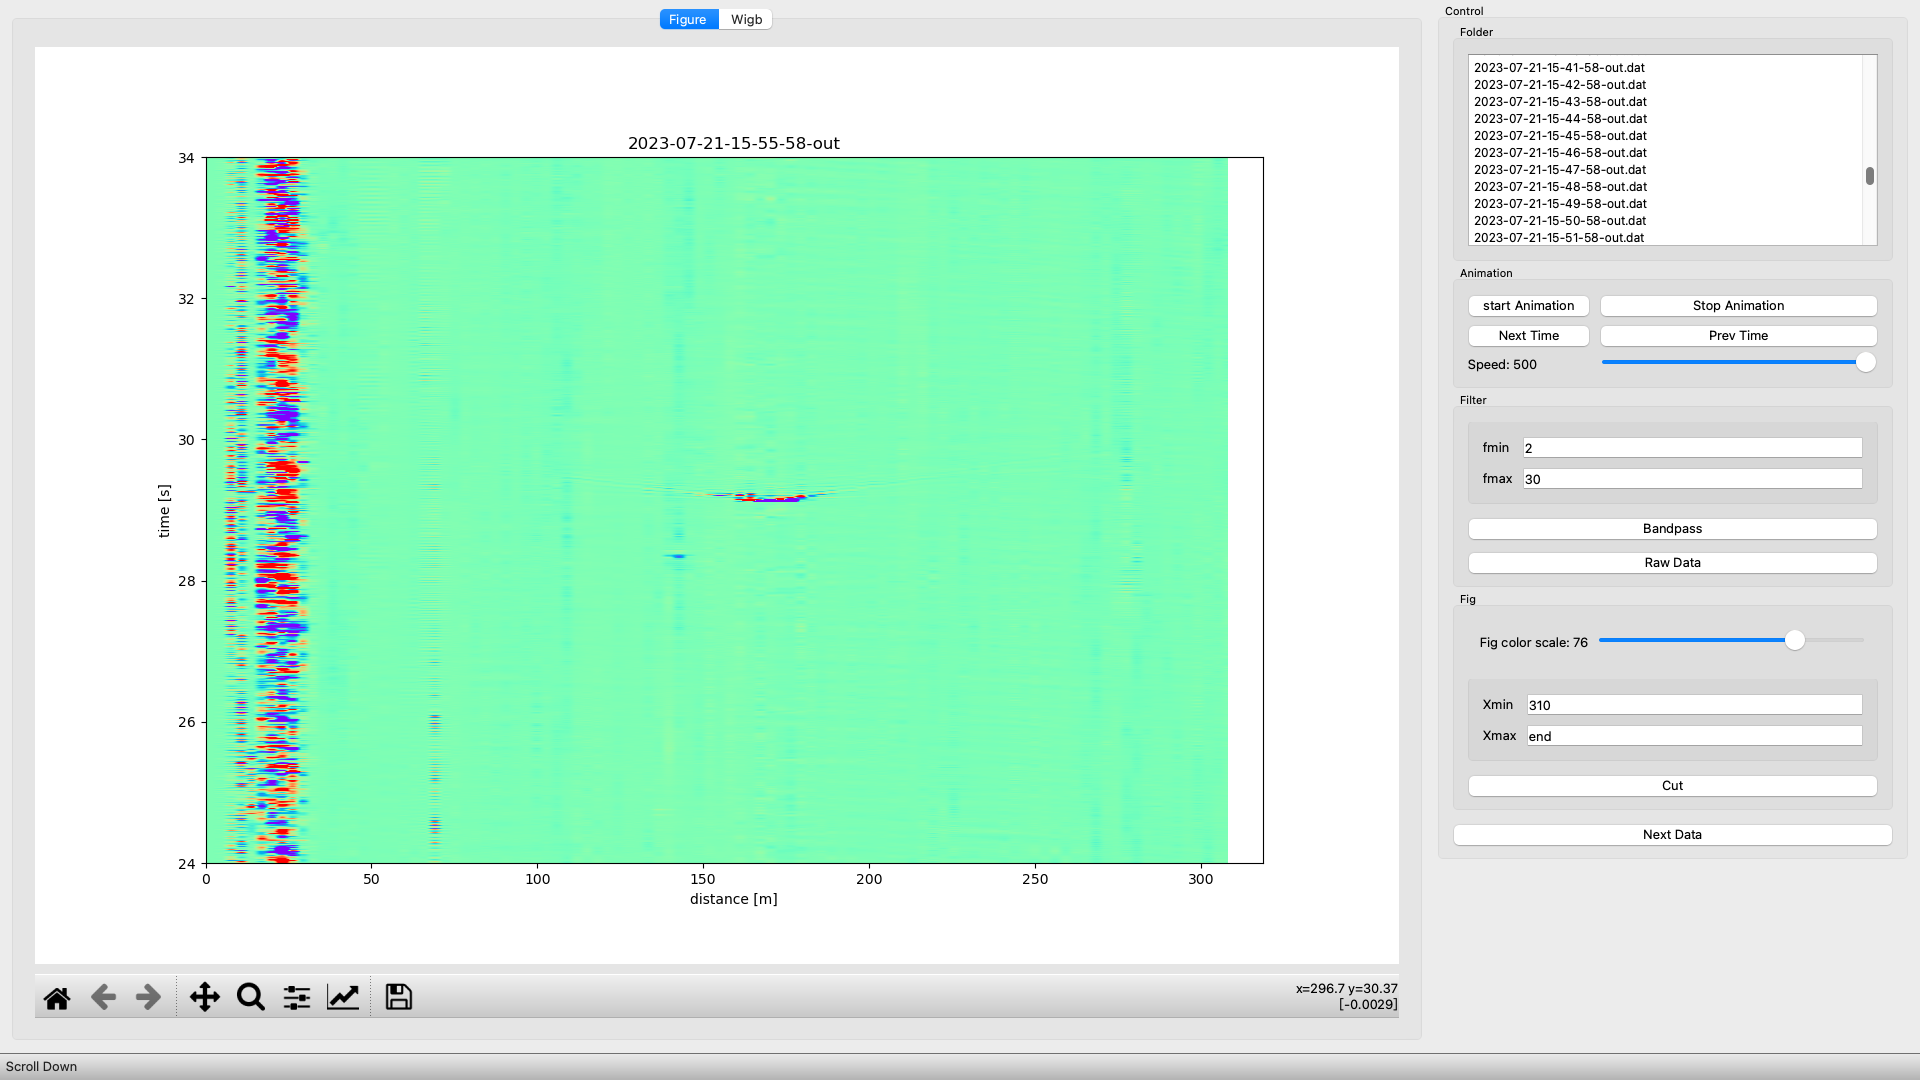 Figure Wigb
2023-07-21-15-55-58-out
34
32
30
28
26
24
time [s]
0 50 100 150 200 250 300
distance [m]
x=296.7 y=30.37
[-0.0029]
Scroll Down
Control
Folder
2023-07-21-15-41-58-out.dat
2023-07-21-15-42-58-out.dat
2023-07-21-15-43-58-out.dat
2023-07-21-15-44-58-out.dat
2023-07-21-15-45-58-out.dat
2023-07-21-15-46-58-out.dat
2023-07-21-15-47-58-out.dat
2023-07-21-15-48-58-out.dat
2023-07-21-15-49-58-out.dat
2023-07-21-15-50-58-out.dat
2023-07-21-15-51-58-out.dat
Animation
start Animation Stop Animation
Next Time Prev Time
Speed: 500
Filter
fmin 2
fmax 30
Bandpass
Raw Data
Fig
Fig color scale: 76
Xmin 310
Xmax end
Cut
Next Data